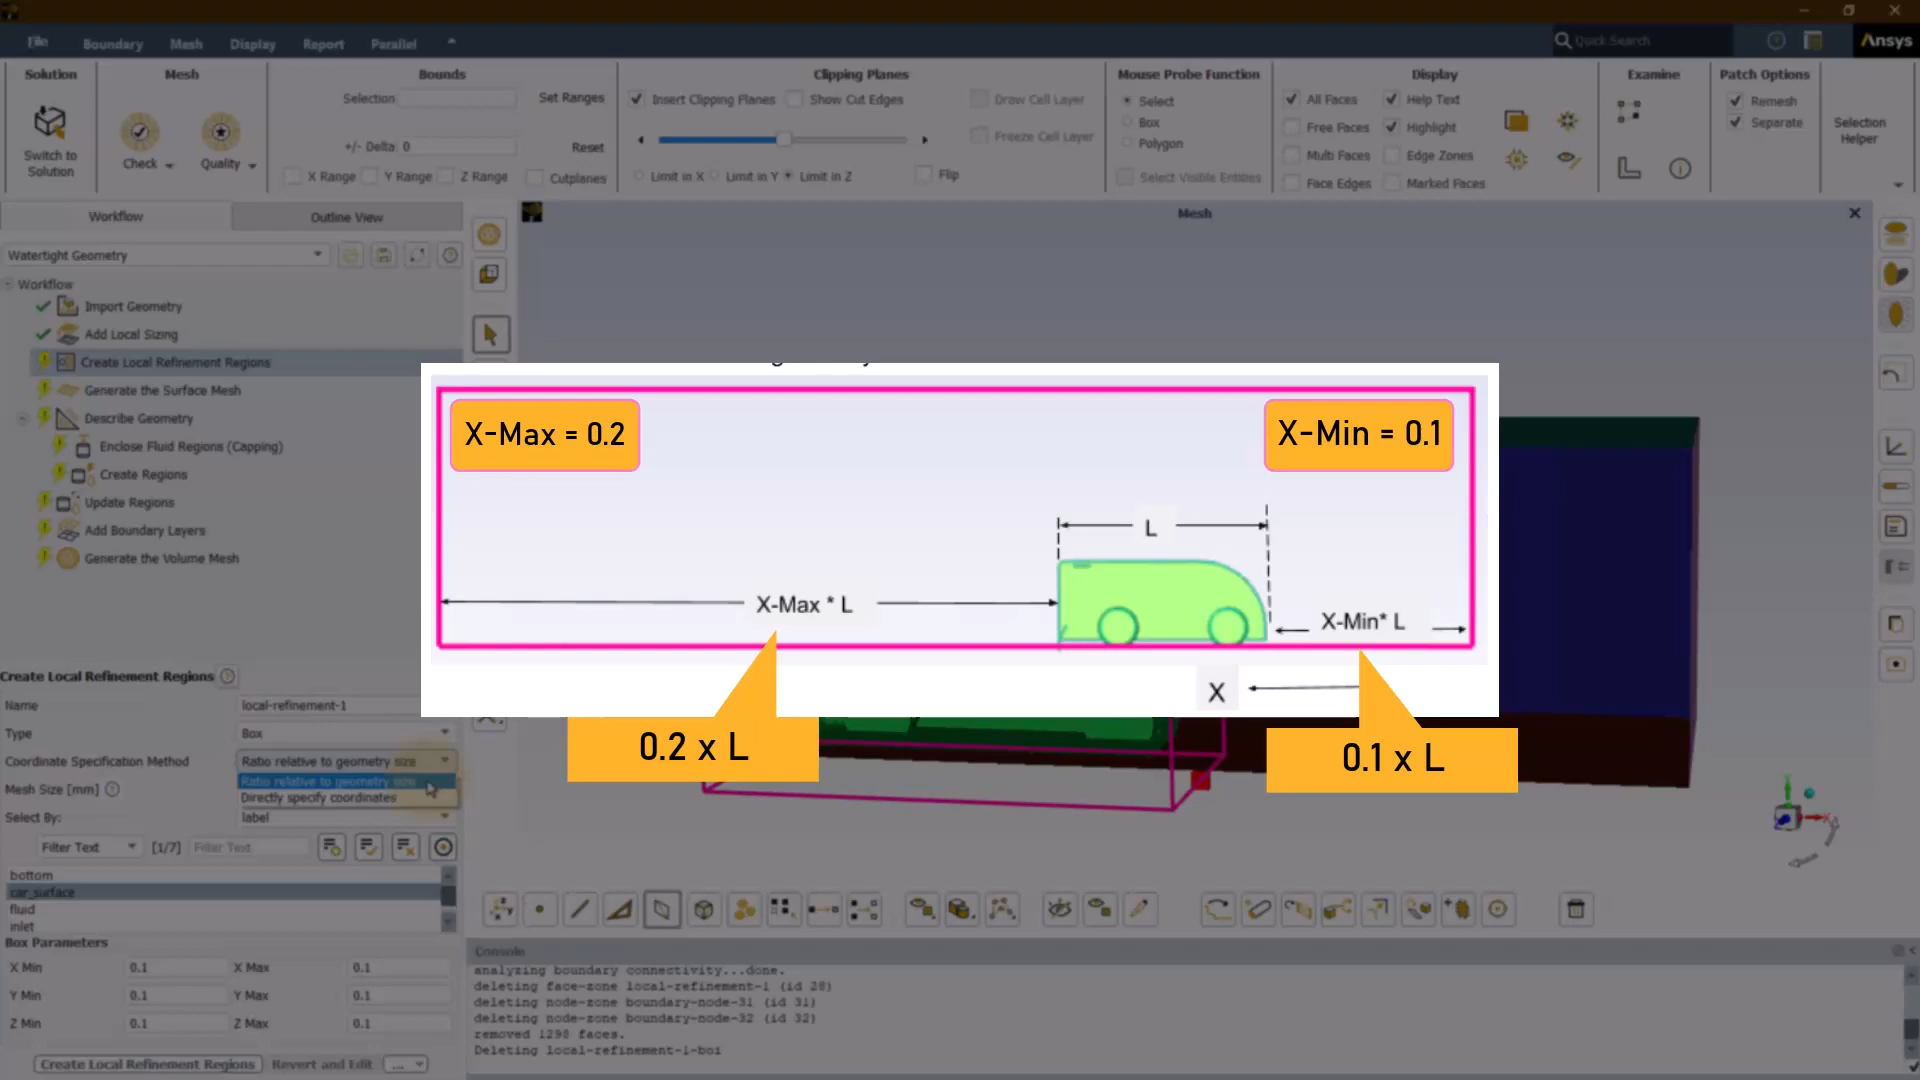 File Boundary Mesh Display Report Parallel Quick Search Ansys
Solution Mesh Bounds Clipping Planes Mouse Probe Function Display Examine Patch Options
Switch to Solution
Check Quality
Selection Set Ranges
+/- Delta 0 Reset
X Range Y Range Z Range Cutplanes
Insert Clipping Planes Show Cut Edges Draw Cell Layer
Freeze Cell Layer
Limit in X Limit in Y Limit in Z Flip
Select
Box
Polygon
Select Visible Entities
All Faces Help Text
Free Faces Highlight
Multi Faces Edge Zones
Face Edges Marked Faces
Remesh
Separate
Selection Helper
Workflow Outline View
Mesh
Watertight Geometry
Workflow
Import Geometry
Add Local Sizing
Create Local Refinement Regions
Generate the Surface Mesh
Describe Geometry
Enclose Fluid Regions (Capping)
Create Regions
Update Regions
Add Boundary Layers
Generate the Volume Mesh
X-Max = 0.2 X-Min = 0.1
L
X-Max * L X-Min* L
X
0.2 x L 0.1 x L
Create Local Refinement Regions
Name local-refinement-1
Type Box
Coordinate Specification Method Ratio relative to geometry size
Ratio relative to geometry size
Directly specify coordinates
Mesh Size [mm]
Select By: label
Filter Text [1/7] Filter Text
bottom
car_surface
fluid
inlet
Box Parameters
X Min 0.1 X Max 0.1
Y Min 0.1 Y Max 0.1
Z Min 0.1 Z Max 0.1
Create Local Refinement Regions Revert and Edit ...
Console
analyzing boundary connectivity...done.
deleting face-zone local-refinement-1 (id 28)
deleting node-zone boundary-node-31 (id 31)
deleting node-zone boundary-node-32 (id 32)
removed 1298 faces.
Deleting local-refinement-1-boi